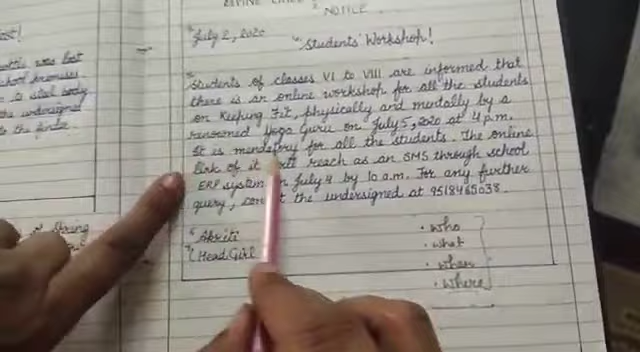 NOTICE
July 2, 2020
Students' Workshop!
Students of classes VI to VIII are informed that
there is an online workshop for all the students
on Keeping Fit, physically and mentally by a
renowned Yoga Guru on July 5, 2020 at 4 p.m.
It is mendatory for all the students. The online
link of it reach as an SMS through school
ERP system July 4 by 10 a.m. For any further
query, the undersigned at 9518465038.
Akriti
(Head Girl
who
what
when
where